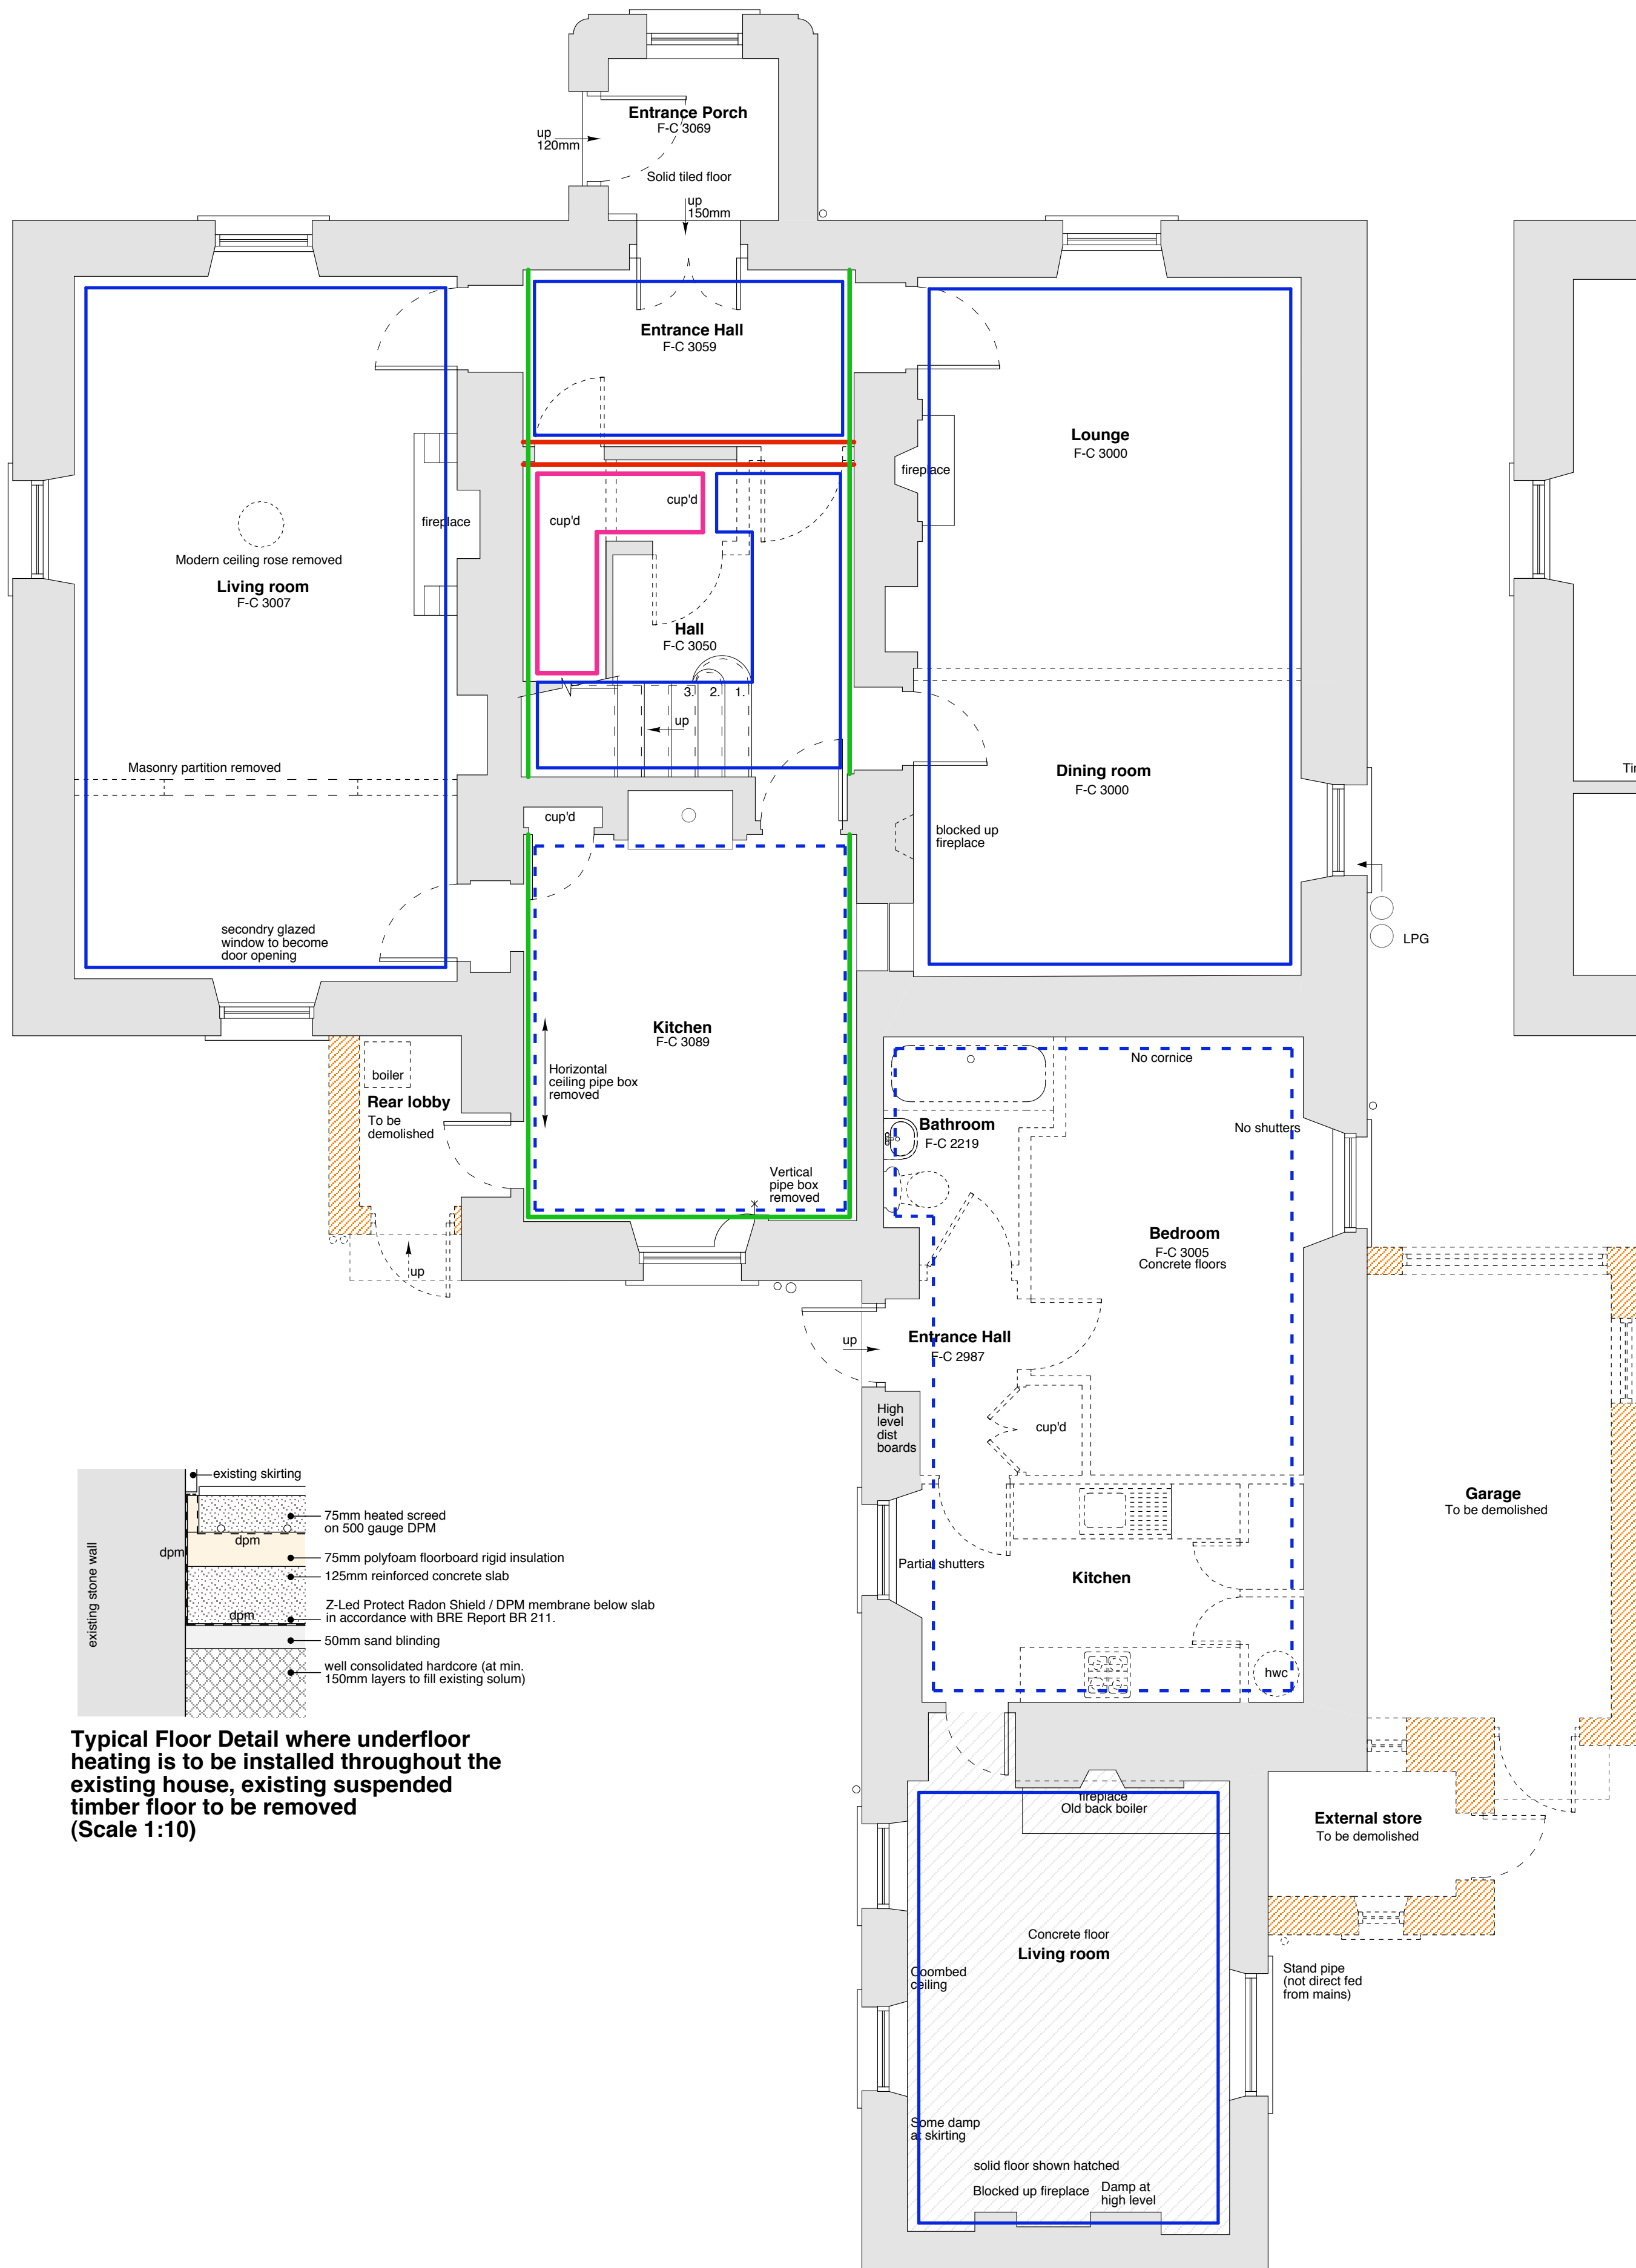 Entrance Porch
F-C 3069
up
120mm
Solid tiled floor
up
150mm
Entrance Hall
F-C 3059
Lounge
F-C 3000
fireplace
cup'd
cup'd
fireplace
Modern ceiling rose removed
Living room
F-C 3007
Hall
F-C 3050
3.
2.
1.
up
Masonry partition removed
Dining room
F-C 3000
Tir
cup'd
blocked up
fireplace
secondry glazed
window to become
door opening
LPG
Kitchen
F-C 3089
Horizontal
ceiling pipe box
removed
No cornice
boiler
Rear lobby
To be
demolished
Bathroom
F-C 2219
No shutters
Vertical
pipe box
removed
Bedroom
F-C 3005
Concrete floors
up
up
Entrance Hall
F-C 2987
High
level
dist
boards
cup'd
Garage
To be demolished
existing skirting
75mm heated screed
on 500 gauge DPM
dpm
dpm
75mm polyfoam floorboard rigid insulation
125mm reinforced concrete slab
Z-Led Protect Radon Shield / DPM membrane below slab
in accordance with BRE Report BR 211.
dpm
50mm sand blinding
well consolidated hardcore (at min.
150mm layers to fill existing solum)
existing stone wall
Partial shutters
Kitchen
hwc
Typical Floor Detail where underfloor
heating is to be installed throughout the
existing house, existing suspended
timber floor to be removed
(Scale 1:10)
fireplace
Old back boiler
External store
To be demolished
Concrete floor
Living room
Coombed
ceiling
Stand pipe
(not direct fed
from mains)
Some damp
at skirting
solid floor shown hatched
Blocked up fireplace
Damp at
high level